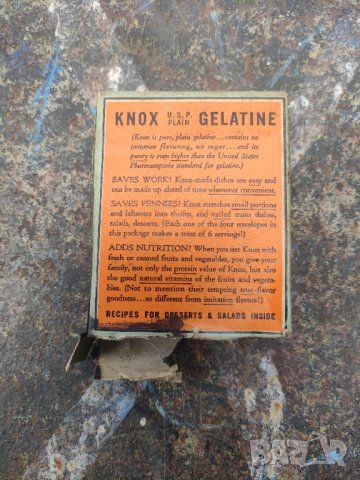 KNOX U.S.P. PLAIN GELATINE
(Knox is pure, plain gelatine...contains no
imitation flavoring, no sugar....and its
purity is even higher than the United States
Pharmacopoeia standard for gelatine.)
SAVES WORK! Knox-made dishes are easy and
can be made up ahead of time whenever convenient.
SAVES PENNIES! Knox stretches small portions
and leftovers into thrifty, and varied main dishes,
salads, desserts. (Each one of the four envelopes in
this package makes a treat of 6 servings!)
ADDS NUTRITION! When you use Knox with
fresh or canned fruits and vegetables, you give your
family, not only the protein value of Knox, but also
the good natural vitamins of the fruits and vegeta-
bles. (Not to mention their tempting true-flavor
goodness...so different from imitation flavors!)
RECIPES FOR DESSERTS & SALADS INSIDE
BAZAR